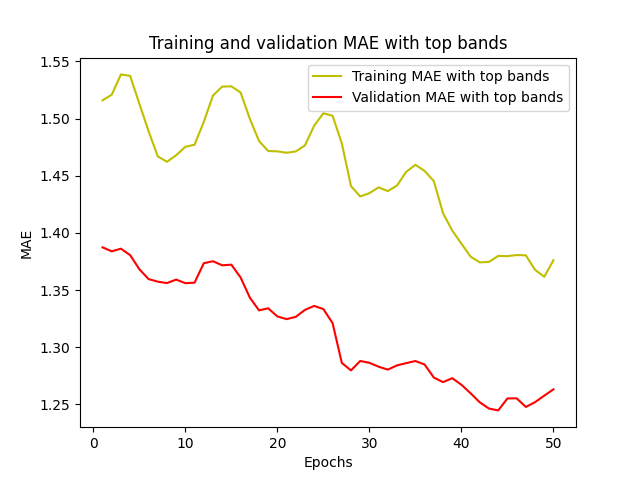 Training and validation MAE with top bands
Training MAE with top bands
Validation MAE with top bands
MAE
1.55
1.50
1.45
1.40
1.35
1.30
1.25
0 10 20 30 40 50
Epochs